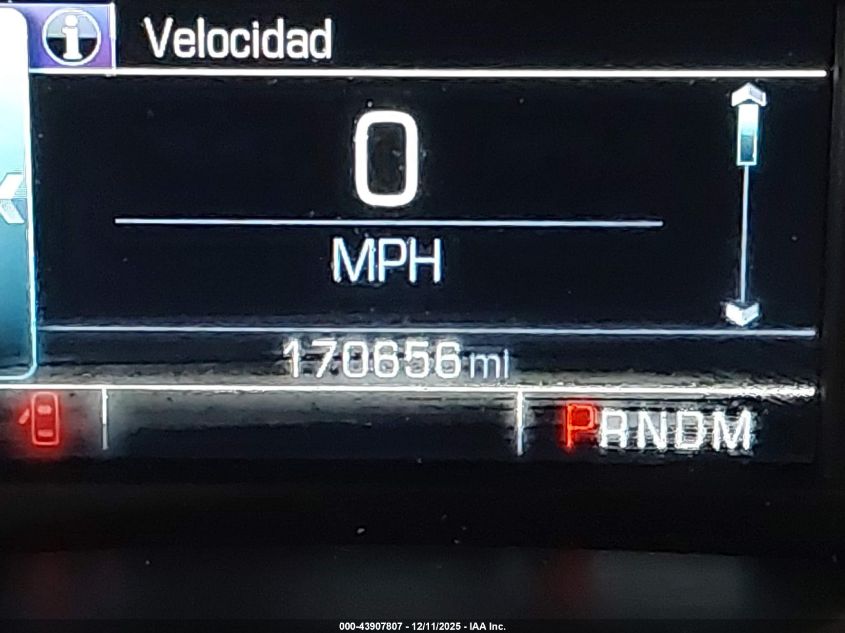 Velocidad
0
MPH
170656 mi
PRNDM
000-43907807 - 12/11/2025 - IAA Inc.